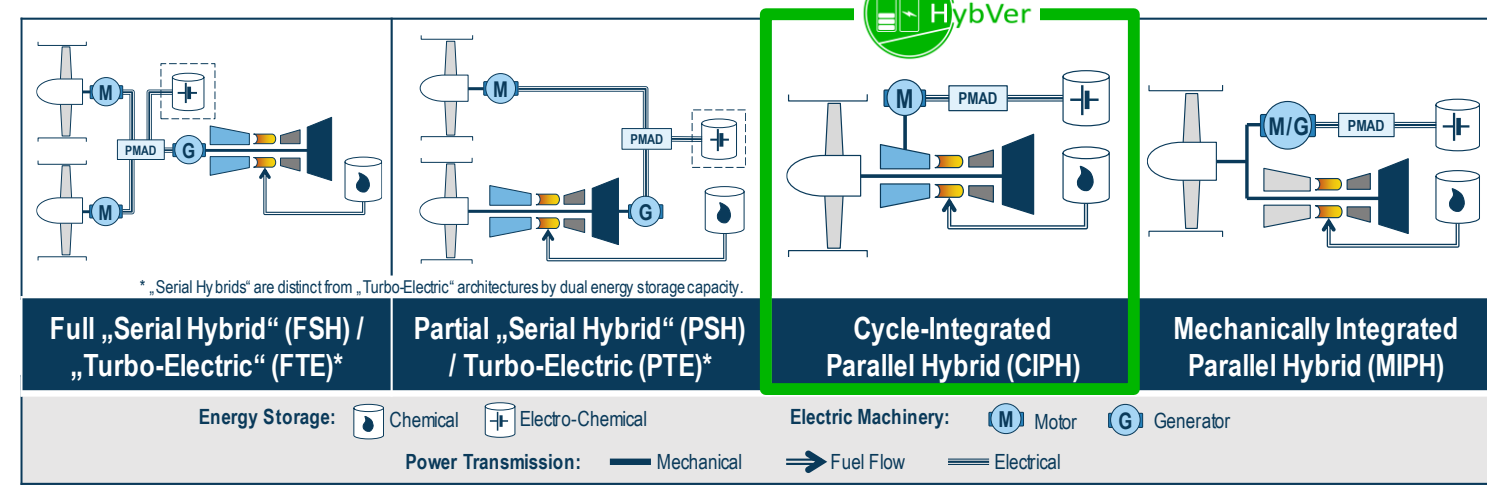 HybVer
M
M
PMAD
G
M
M
PMAD
G
M
PMAD
M/G
PMAD
* „Serial Hybrids“ are distinct from „Turbo-Electric“ architectures by dual energy storage capacity.
Full „Serial Hybrid“ (FSH) /
„Turbo-Electric“ (FTE)*
Partial „Serial Hybrid“ (PSH)
/ Turbo-Electric (PTE)*
Cycle-Integrated
Parallel Hybrid (CIPH)
Mechanically Integrated
Parallel Hybrid (MIPH)
Energy Storage: Chemical Electro-Chemical Electric Machinery: M Motor G Generator
Power Transmission: Mechanical Fuel Flow Electrical